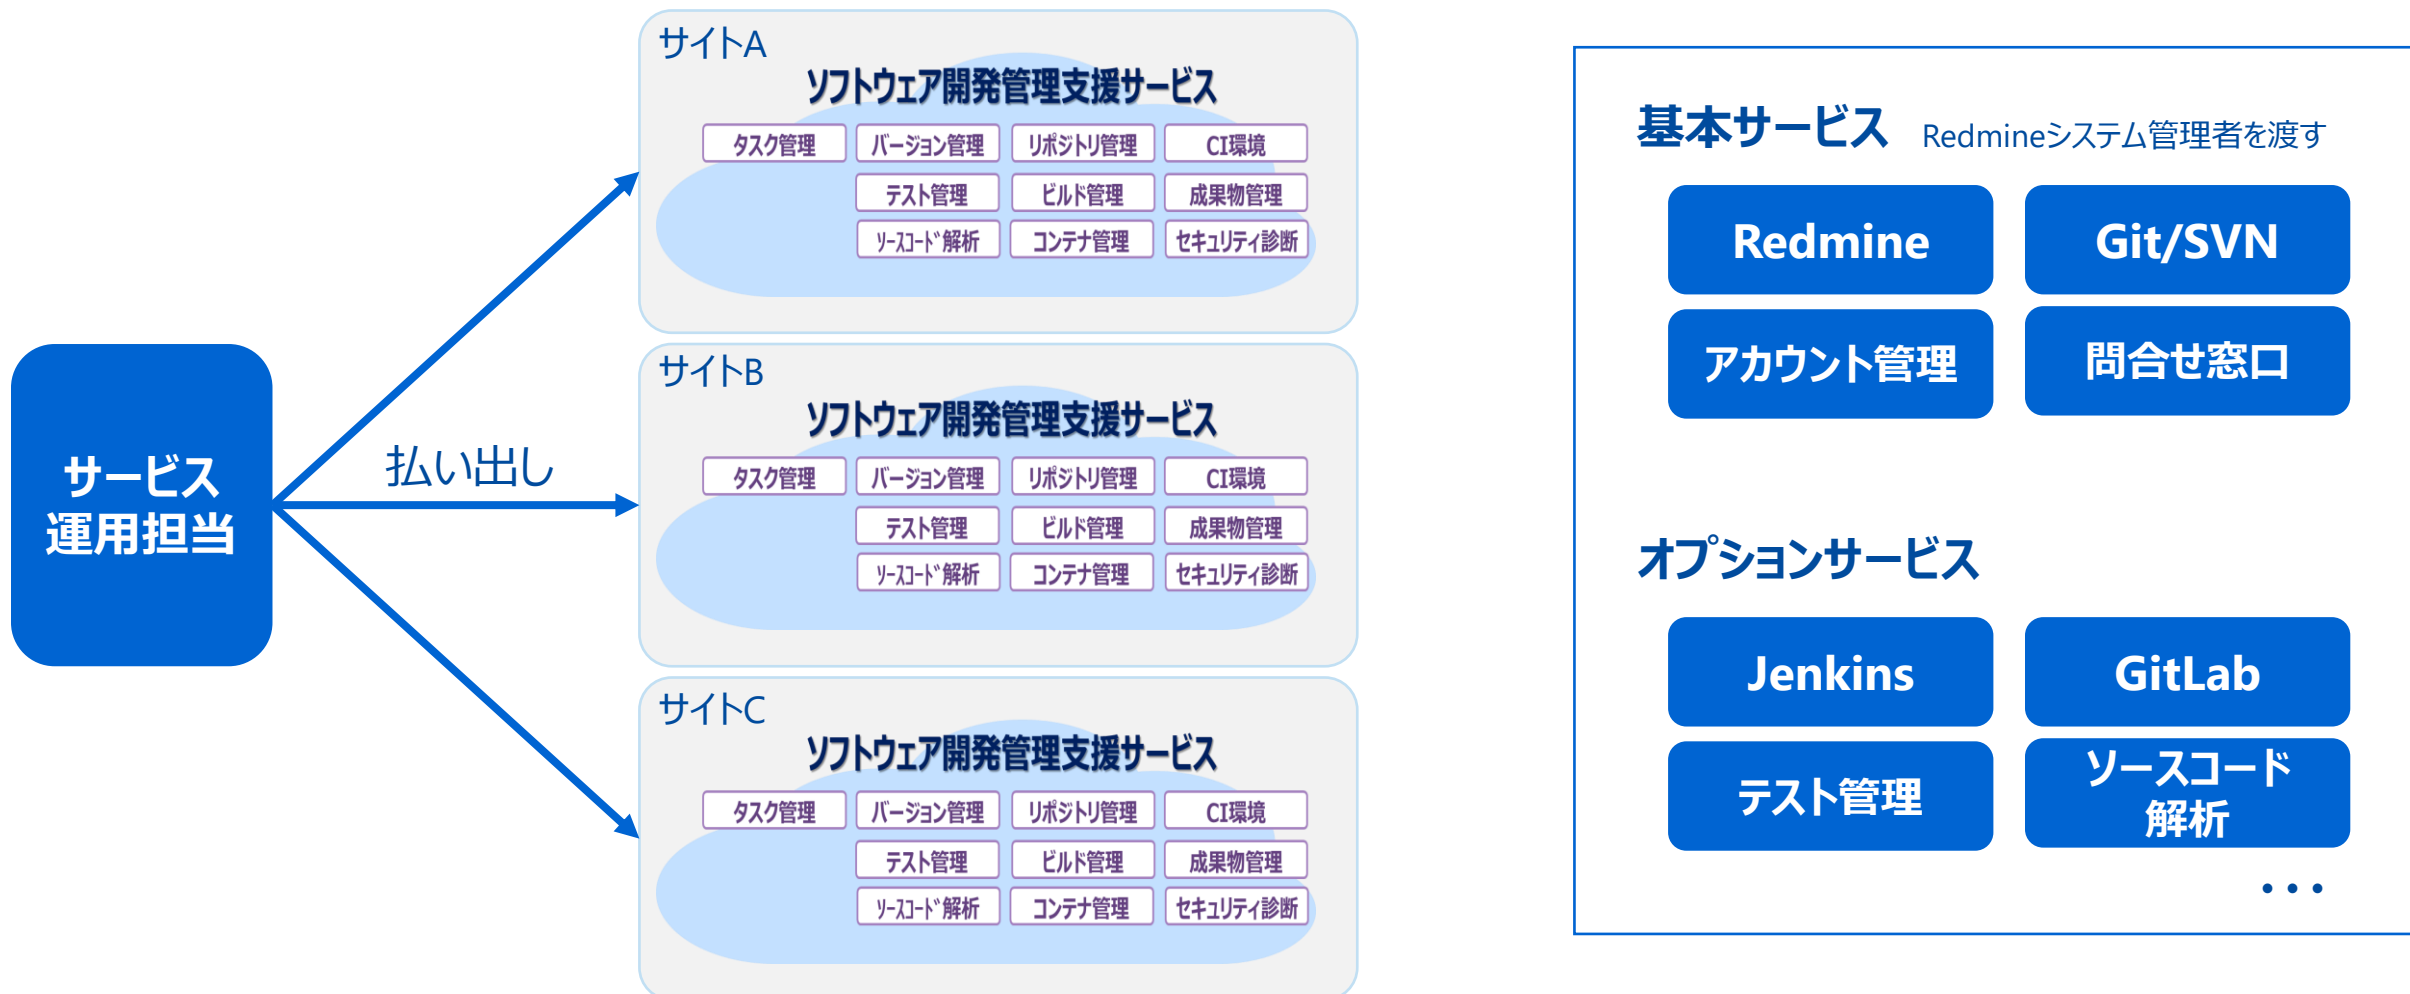 サービス
運用担当
払い出し
サイトA
ソフトウェア開発管理支援サービス
タスク管理 バージョン管理 リポジトリ管理 CI環境
テスト管理 ビルド管理 成果物管理
ソースコード解析 コンテナ管理 セキュリティ診断
サイトB
ソフトウェア開発管理支援サービス
タスク管理 バージョン管理 リポジトリ管理 CI環境
テスト管理 ビルド管理 成果物管理
ソースコード解析 コンテナ管理 セキュリティ診断
サイトC
ソフトウェア開発管理支援サービス
タスク管理 バージョン管理 リポジトリ管理 CI環境
テスト管理 ビルド管理 成果物管理
ソースコード解析 コンテナ管理 セキュリティ診断
基本サービス Redmineシステム管理者を渡す
Redmine Git/SVN
アカウント管理 問合せ窓口
オプションサービス
Jenkins GitLab
テスト管理
ソースコード
解析
・・・